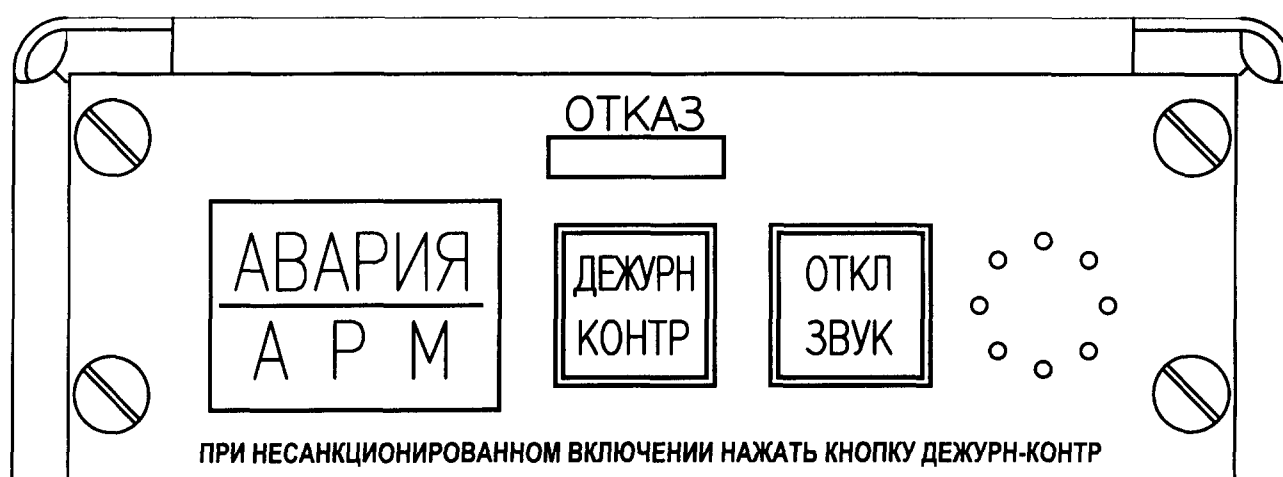 ОТКАЗ
АВАРИЯ
А Р М
ДЕЖУРН
КОНТР
ОТКЛ
ЗВУК
ПРИ НЕСАНКЦИОНИРОВАННОМ ВКЛЮЧЕНИИ НАЖАТЬ КНОПКУ ДЕЖУРН-КОНТР